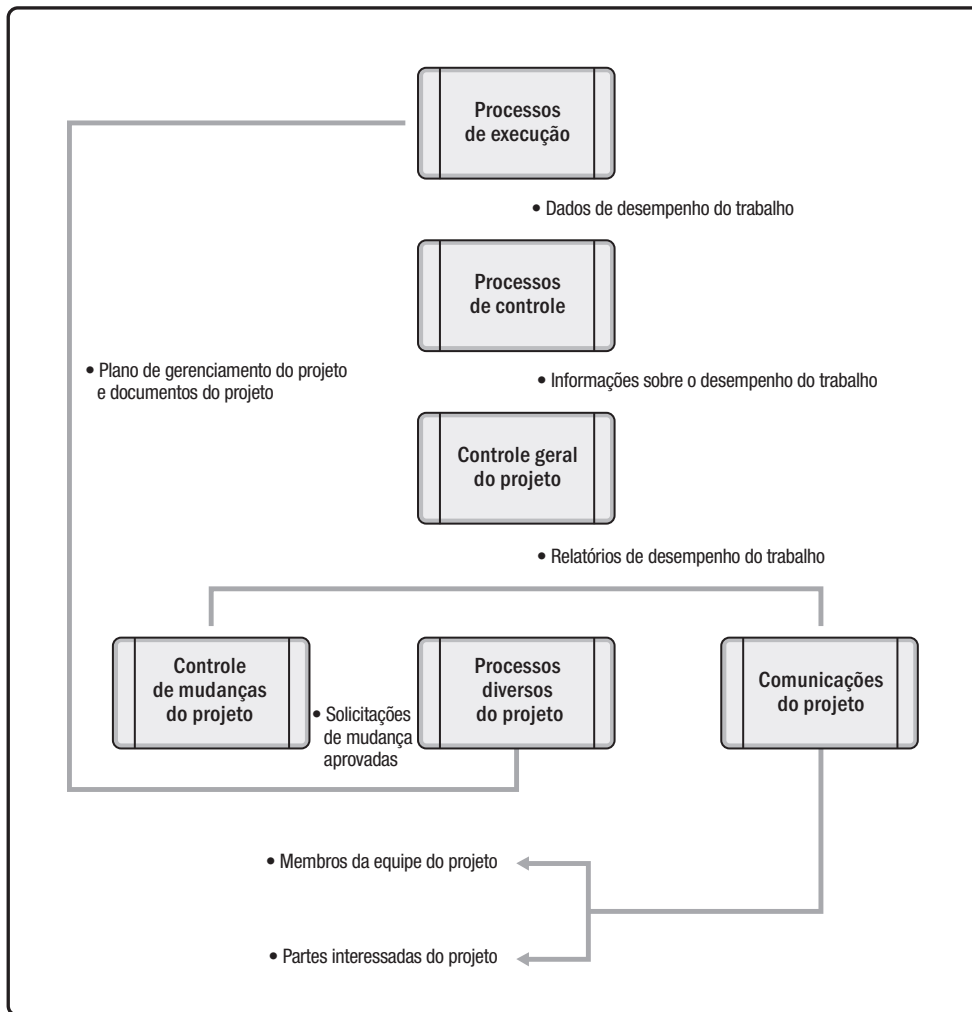 Processos
de execução
• Dados de desempenho do trabalho
Processos
de controle
• Plano de gerenciamento do projeto
e documentos do projeto
• Informações sobre o desempenho do trabalho
Controle geral
do projeto
• Relatórios de desempenho do trabalho
Controle
de mudanças
do projeto
• Solicitações
de mudança
aprovadas
Processos
diversos
do projeto
Comunicações
do projeto
• Membros da equipe do projeto
• Partes interessadas do projeto